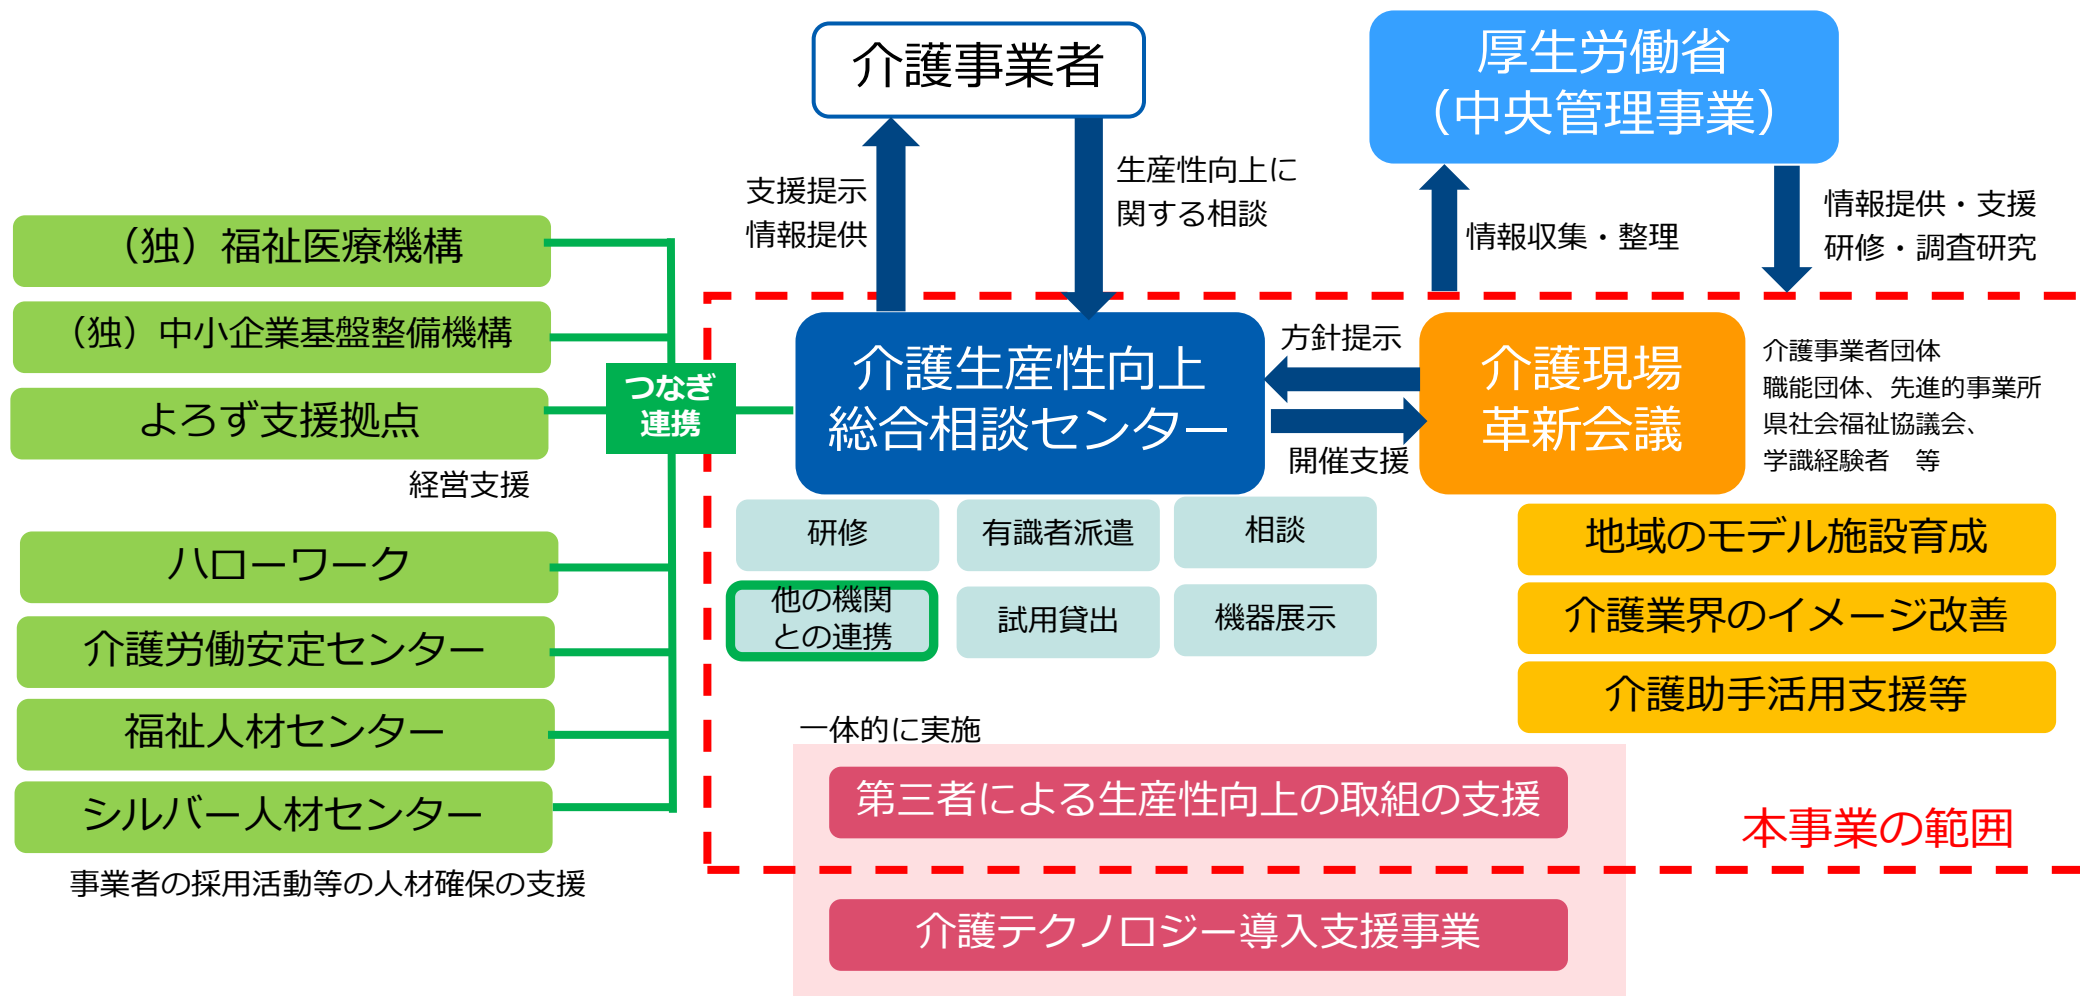 介護事業者
厚生労働省
（中央管理事業）
支援提示
情報提供
生産性向上に
関する相談
情報収集・整理
情報提供・支援
研修・調査研究
（独）福祉医療機構
（独）中小企業基盤整備機構
よろず支援拠点
経営支援
つなぎ
連携
介護生産性向上
総合相談センター
方針提示
開催支援
介護現場
革新会議
介護事業者団体
職能団体、先進的事業所
県社会福祉協議会、
学識経験者　等
研修
有識者派遣
相談
他の機関
との連携
試用貸出
機器展示
地域のモデル施設育成
介護業界のイメージ改善
介護助手活用支援等
ハローワーク
介護労働安定センター
福祉人材センター
シルバー人材センター
事業者の採用活動等の人材確保の支援
一体的に実施
第三者による生産性向上の取組の支援
本事業の範囲
介護テクノロジー導入支援事業